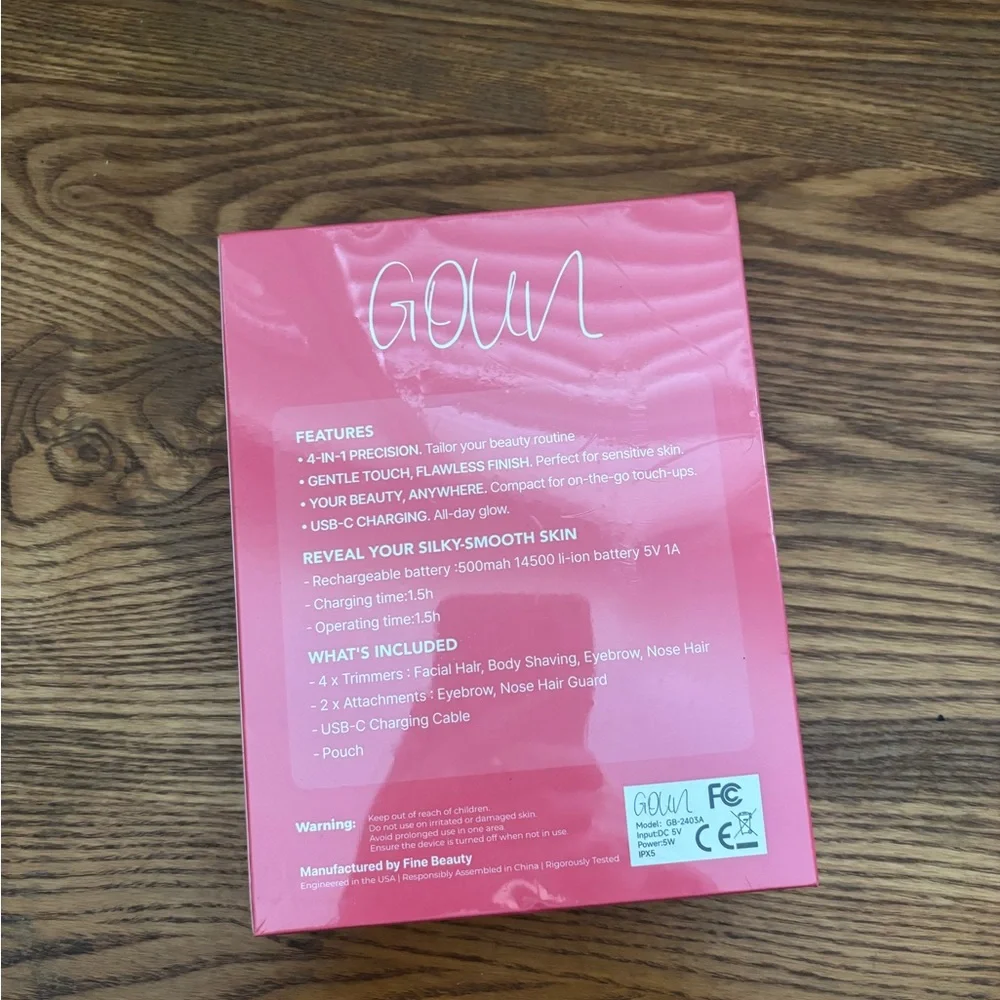 GOUN
FEATURES
• 4-IN-1 PRECISION. Tailor your beauty routine
• GENTLE TOUCH, FLAWLESS FINISH. Perfect for sensitive skin.
• YOUR BEAUTY, ANYWHERE. Compact for on-the-go touch-ups.
• USB-C CHARGING. All-day glow.
REVEAL YOUR SILKY-SMOOTH SKIN
- Rechargeable battery :500mah 14500 li-ion battery 5V 1A
- Charging time:1.5h
- Operating time:1.5h
WHAT'S INCLUDED
- 4 x Trimmers : Facial Hair, Body Shaving, Eyebrow, Nose Hair
- 2 x Attachments : Eyebrow, Nose Hair Guard
- USB-C Charging Cable
- Pouch
Warning:
Keep out of reach of children.
Do not use on irritated or damaged skin.
Avoid prolonged use in one area.
Ensure the device is turned off when not in use.
Manufactured by Fine Beauty
Engineered in the USA | Responsibly Assembled in China | Rigorously Tested
GOUN FC
Model: GB-2403A
Input:DC 5V
Power:5W
IPX5
CE